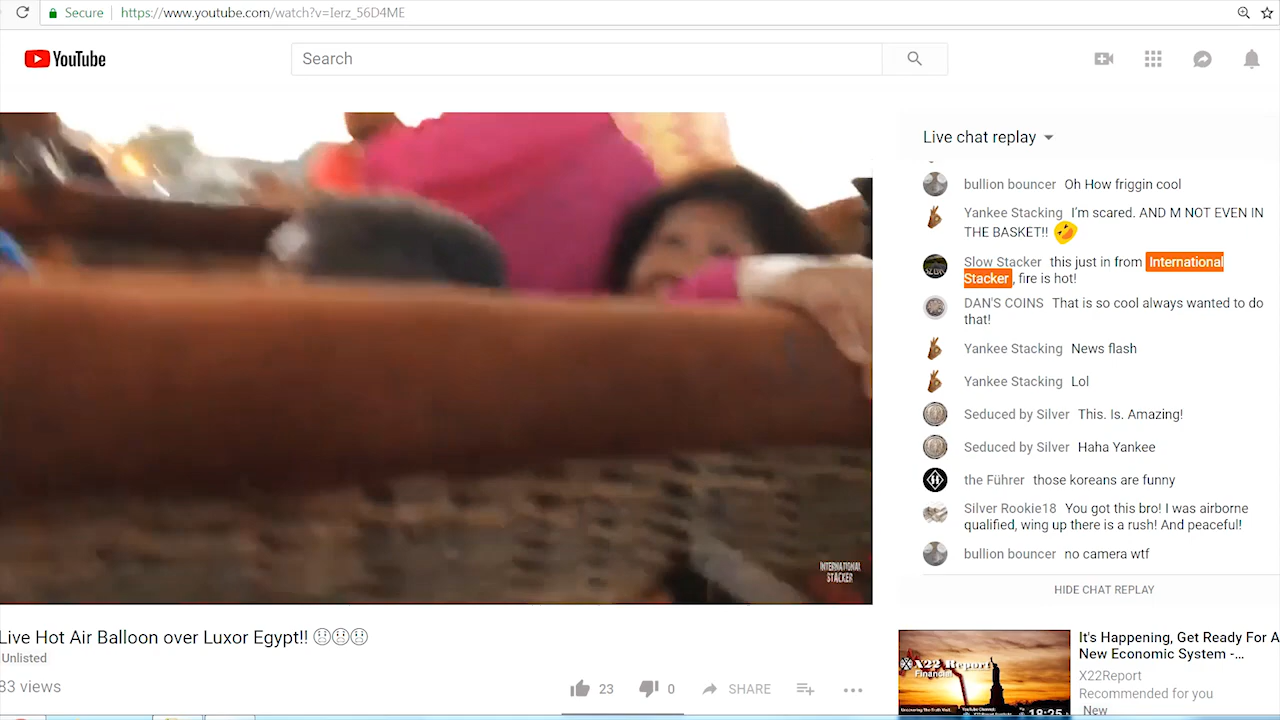 Secure https://www.youtube.com/watch?v=Ierz_56D4ME
YouTube
Search
Live chat replay
bullion bouncer Oh How friggin cool
Yankee Stacking I'm scared. AND M NOT EVEN IN
THE BASKET!!
Slow Stacker this just in from International
Stacker, fire is hot!
DAN'S COINS That is so cool always wanted to do
that!
Yankee Stacking News flash
Yankee Stacking Lol
Seduced by Silver This. Is. Amazing!
Seduced by Silver Haha Yankee
the Führer those koreans are funny
Silver Rookie18 You got this bro! I was airborne
qualified, wing up there is a rush! And peaceful!
bullion bouncer no camera wtf
HIDE CHAT REPLAY
INTERNATIONAL
STACKER
Live Hot Air Balloon over Luxor Egypt!!
Unlisted
83 views
23
0
SHARE
X22 Report
Financial
18:25
It's Happening, Get Ready For A
New Economic System -...
X22Report
Recommended for you
New